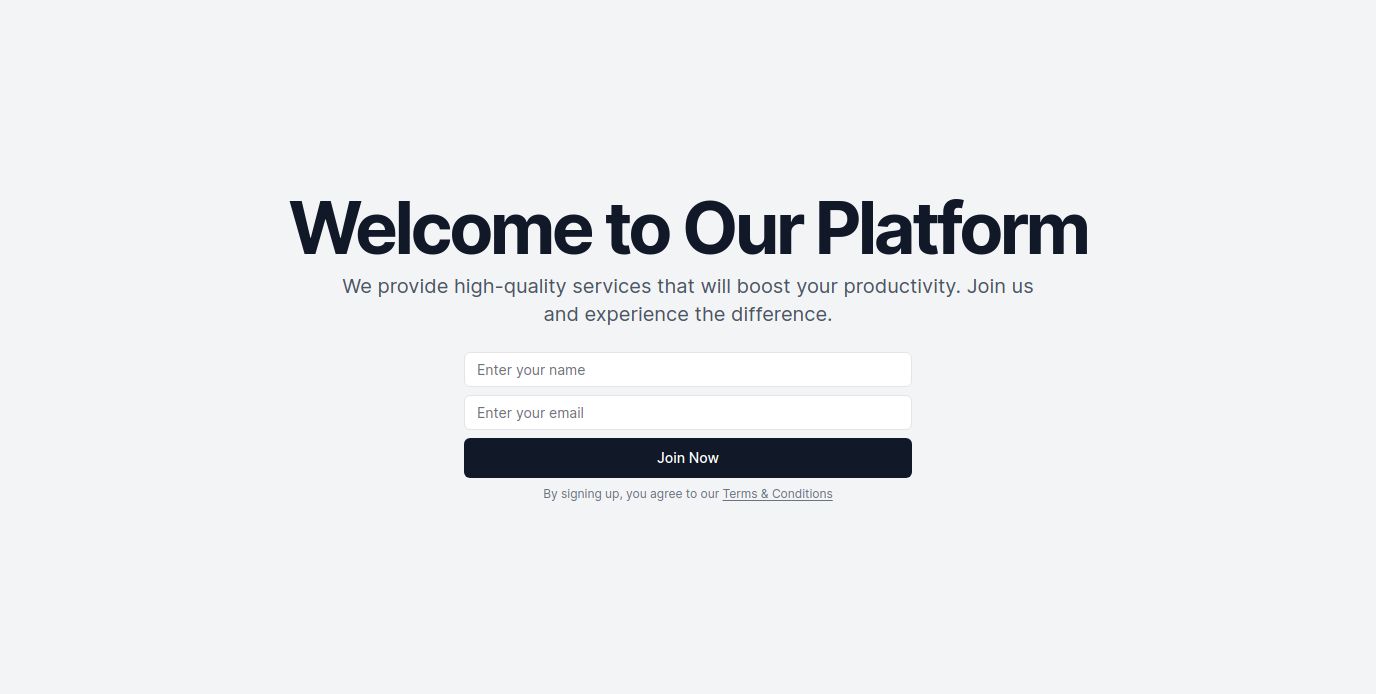 Welcome to Our Platform
We provide high-quality services that will boost your productivity. Join us
and experience the difference.
Enter your name
Enter your email
Join Now
By signing up, you agree to our Terms & Conditions